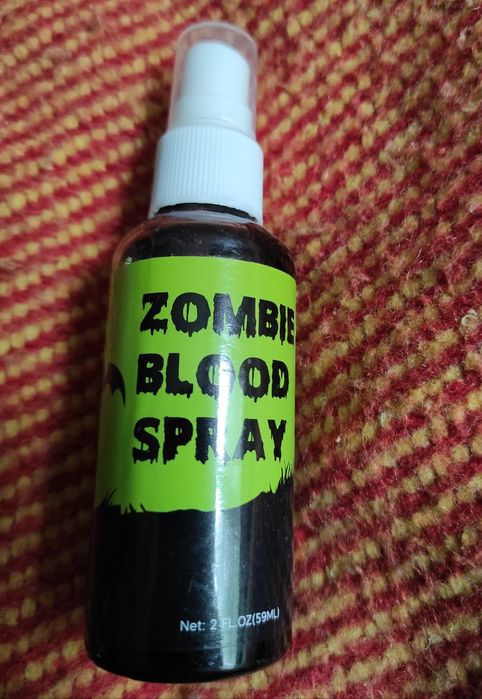 ZOMBIE
BLOOD
SPRAY
Net: 2 FL.OZ(59ML)